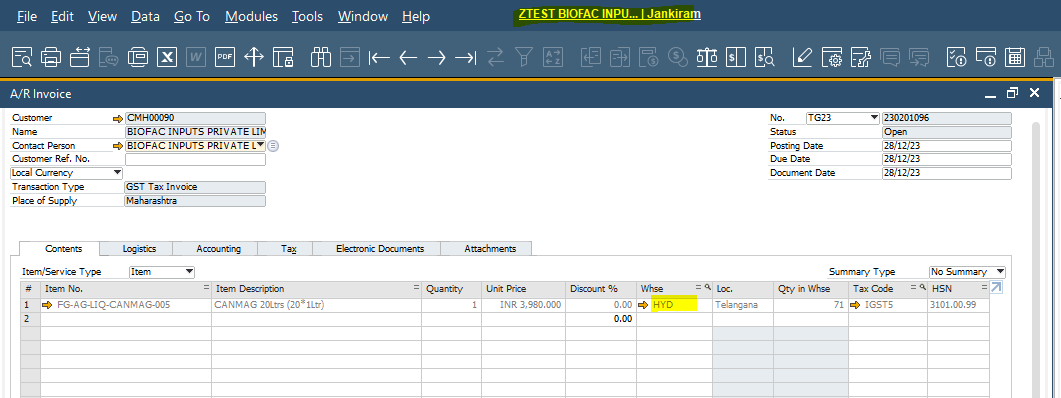 File Edit View Data Go To Modules Tools Window Help ZTEST BIOFAC INPU... | Jankiram
A/R Invoice
Customer CMH00090 No. TG23 230201096
Name BIOFAC INPUTS PRIVATE LIM Status Open
Contact Person BIOFAC INPUTS PRIVATE L Posting Date 28/12/23
Customer Ref. No. Due Date 28/12/23
Local Currency Document Date 28/12/23
Transaction Type GST Tax Invoice
Place of Supply Maharashtra
Contents Logistics Accounting Tax Electronic Documents Attachments
Item/Service Type Item Summary Type No Summary
# Item No. Item Description Quantity Unit Price Discount % Whse Loc. Qty in Whse Tax Code HSN
1 FG-AG-LIQ-CANMAG-005 CANMAG 20Ltrs (20*1Ltr) 1 INR 3,980.000 0.00 HYD Telangana 71 IGST5 3101.00.99
2 0.00